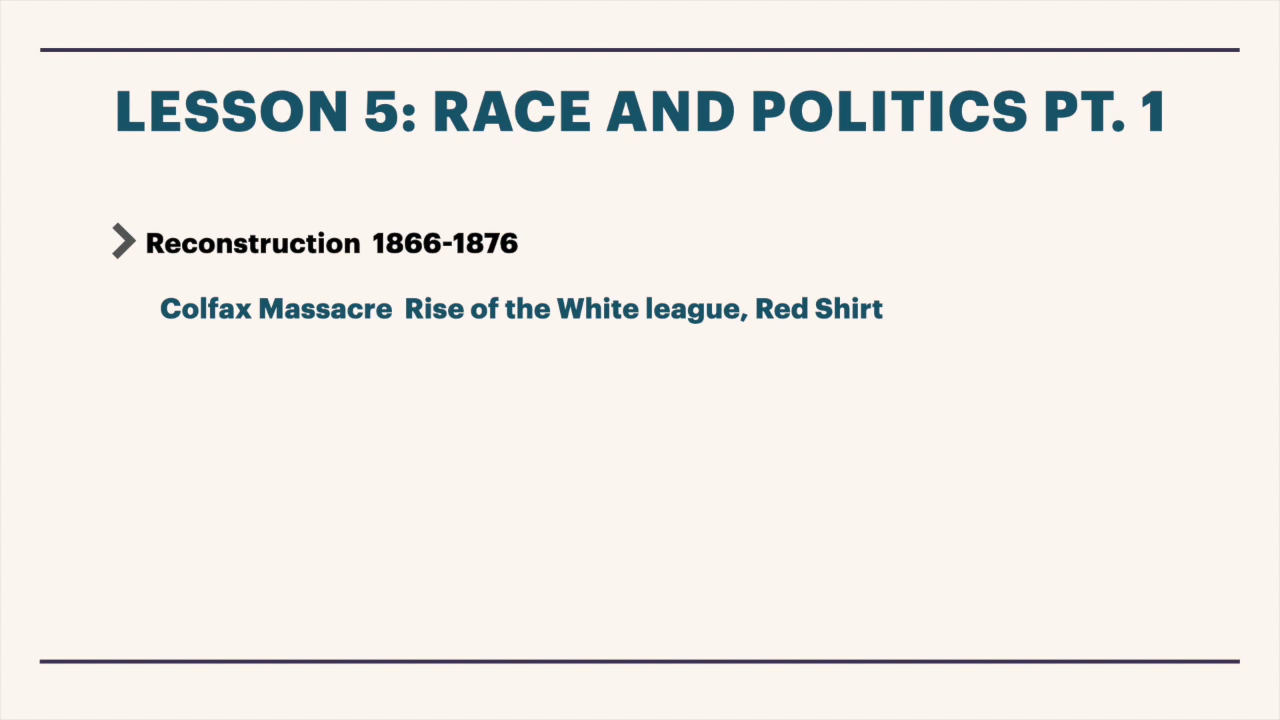 LESSON 5: RACE AND POLITICS PT. 1
Reconstruction 1866-1876
Colfax Massacre Rise of the White league, Red Shirt